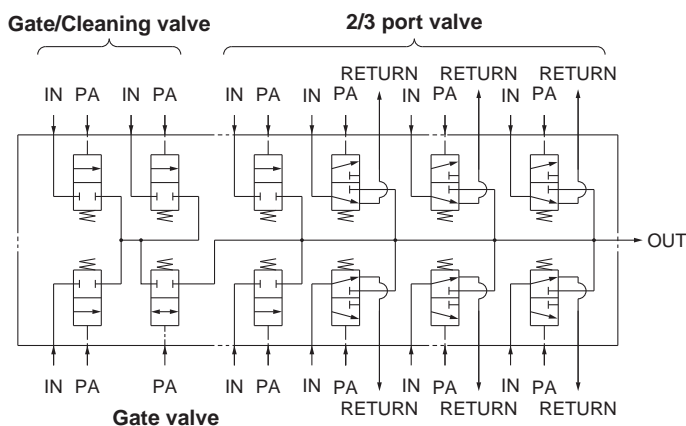 Gate/Cleaning valve 2/3 port valve
RETURN RETURN RETURN
IN PA IN PA IN PA IN PA IN PA IN PA
OUT
IN PA PA IN PA IN PA IN PA IN PA
RETURN RETURN RETURN
Gate valve